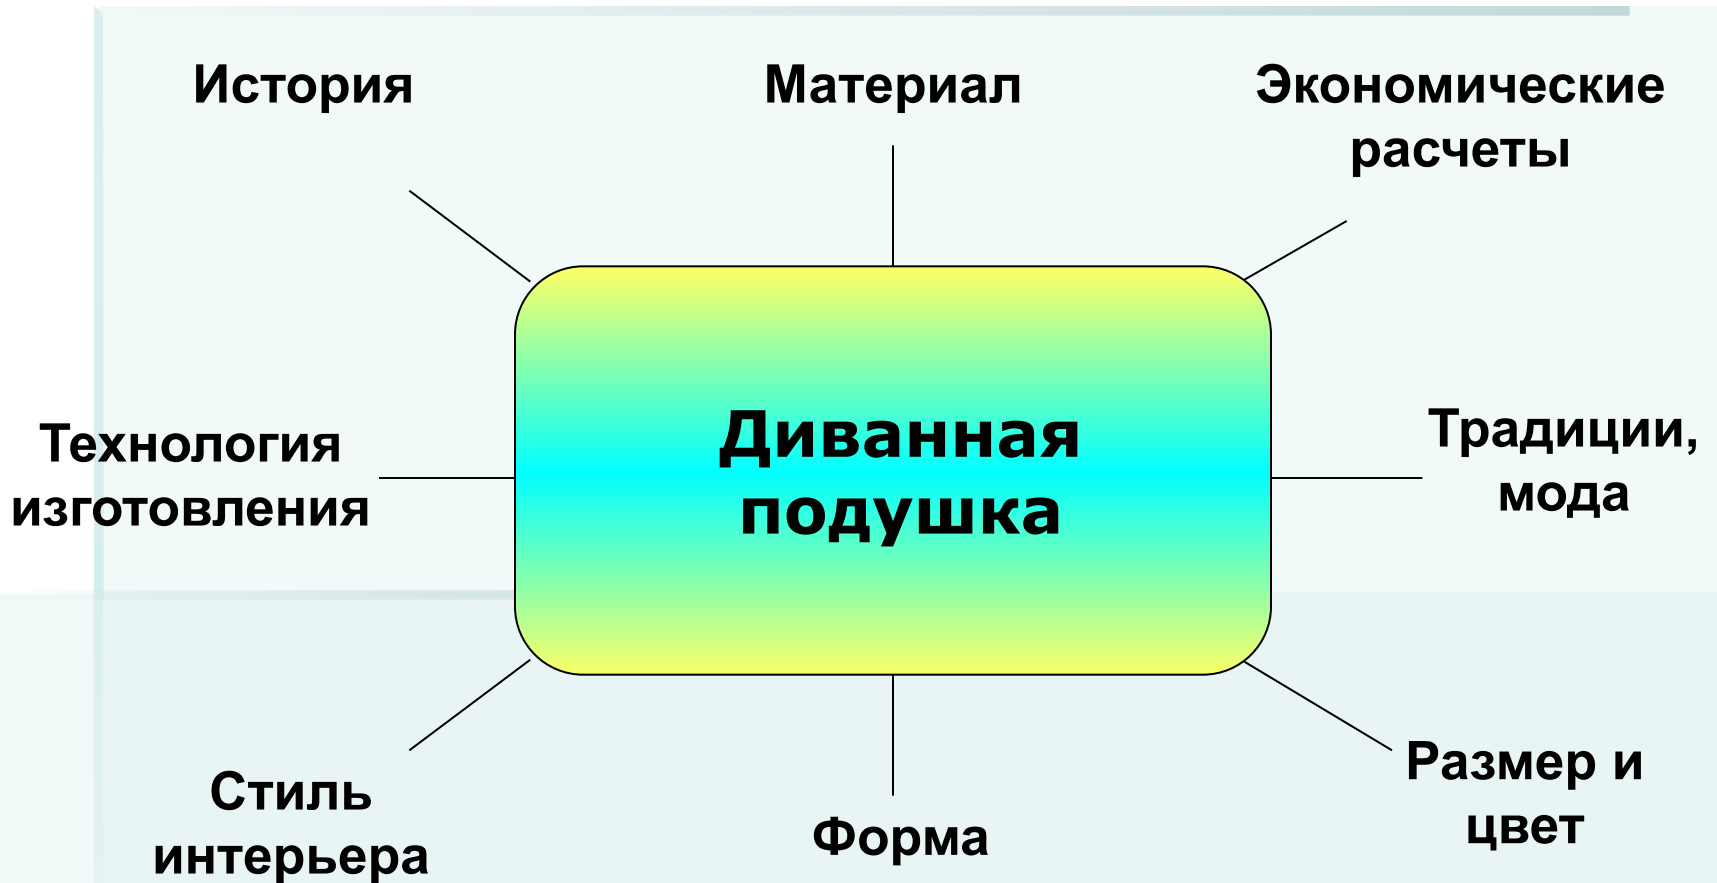 История
Материал
Экономические
расчеты
Технология
изготовления
Диванная
подушка
Традиции,
мода
Стиль
интерьера
Форма
Размер и
цвет